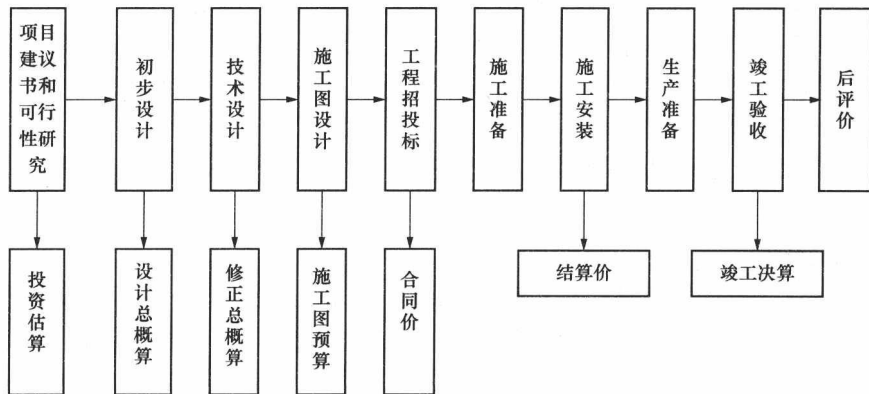 项目建议书和可行性研究
初步设计
技术设计
施工图设计
工程招投标
施工准备
施工安装
生产准备
竣工验收
后评价
投资估算
设计总概算
修正总概算
施工图预算
合同价
结算价
竣工决算